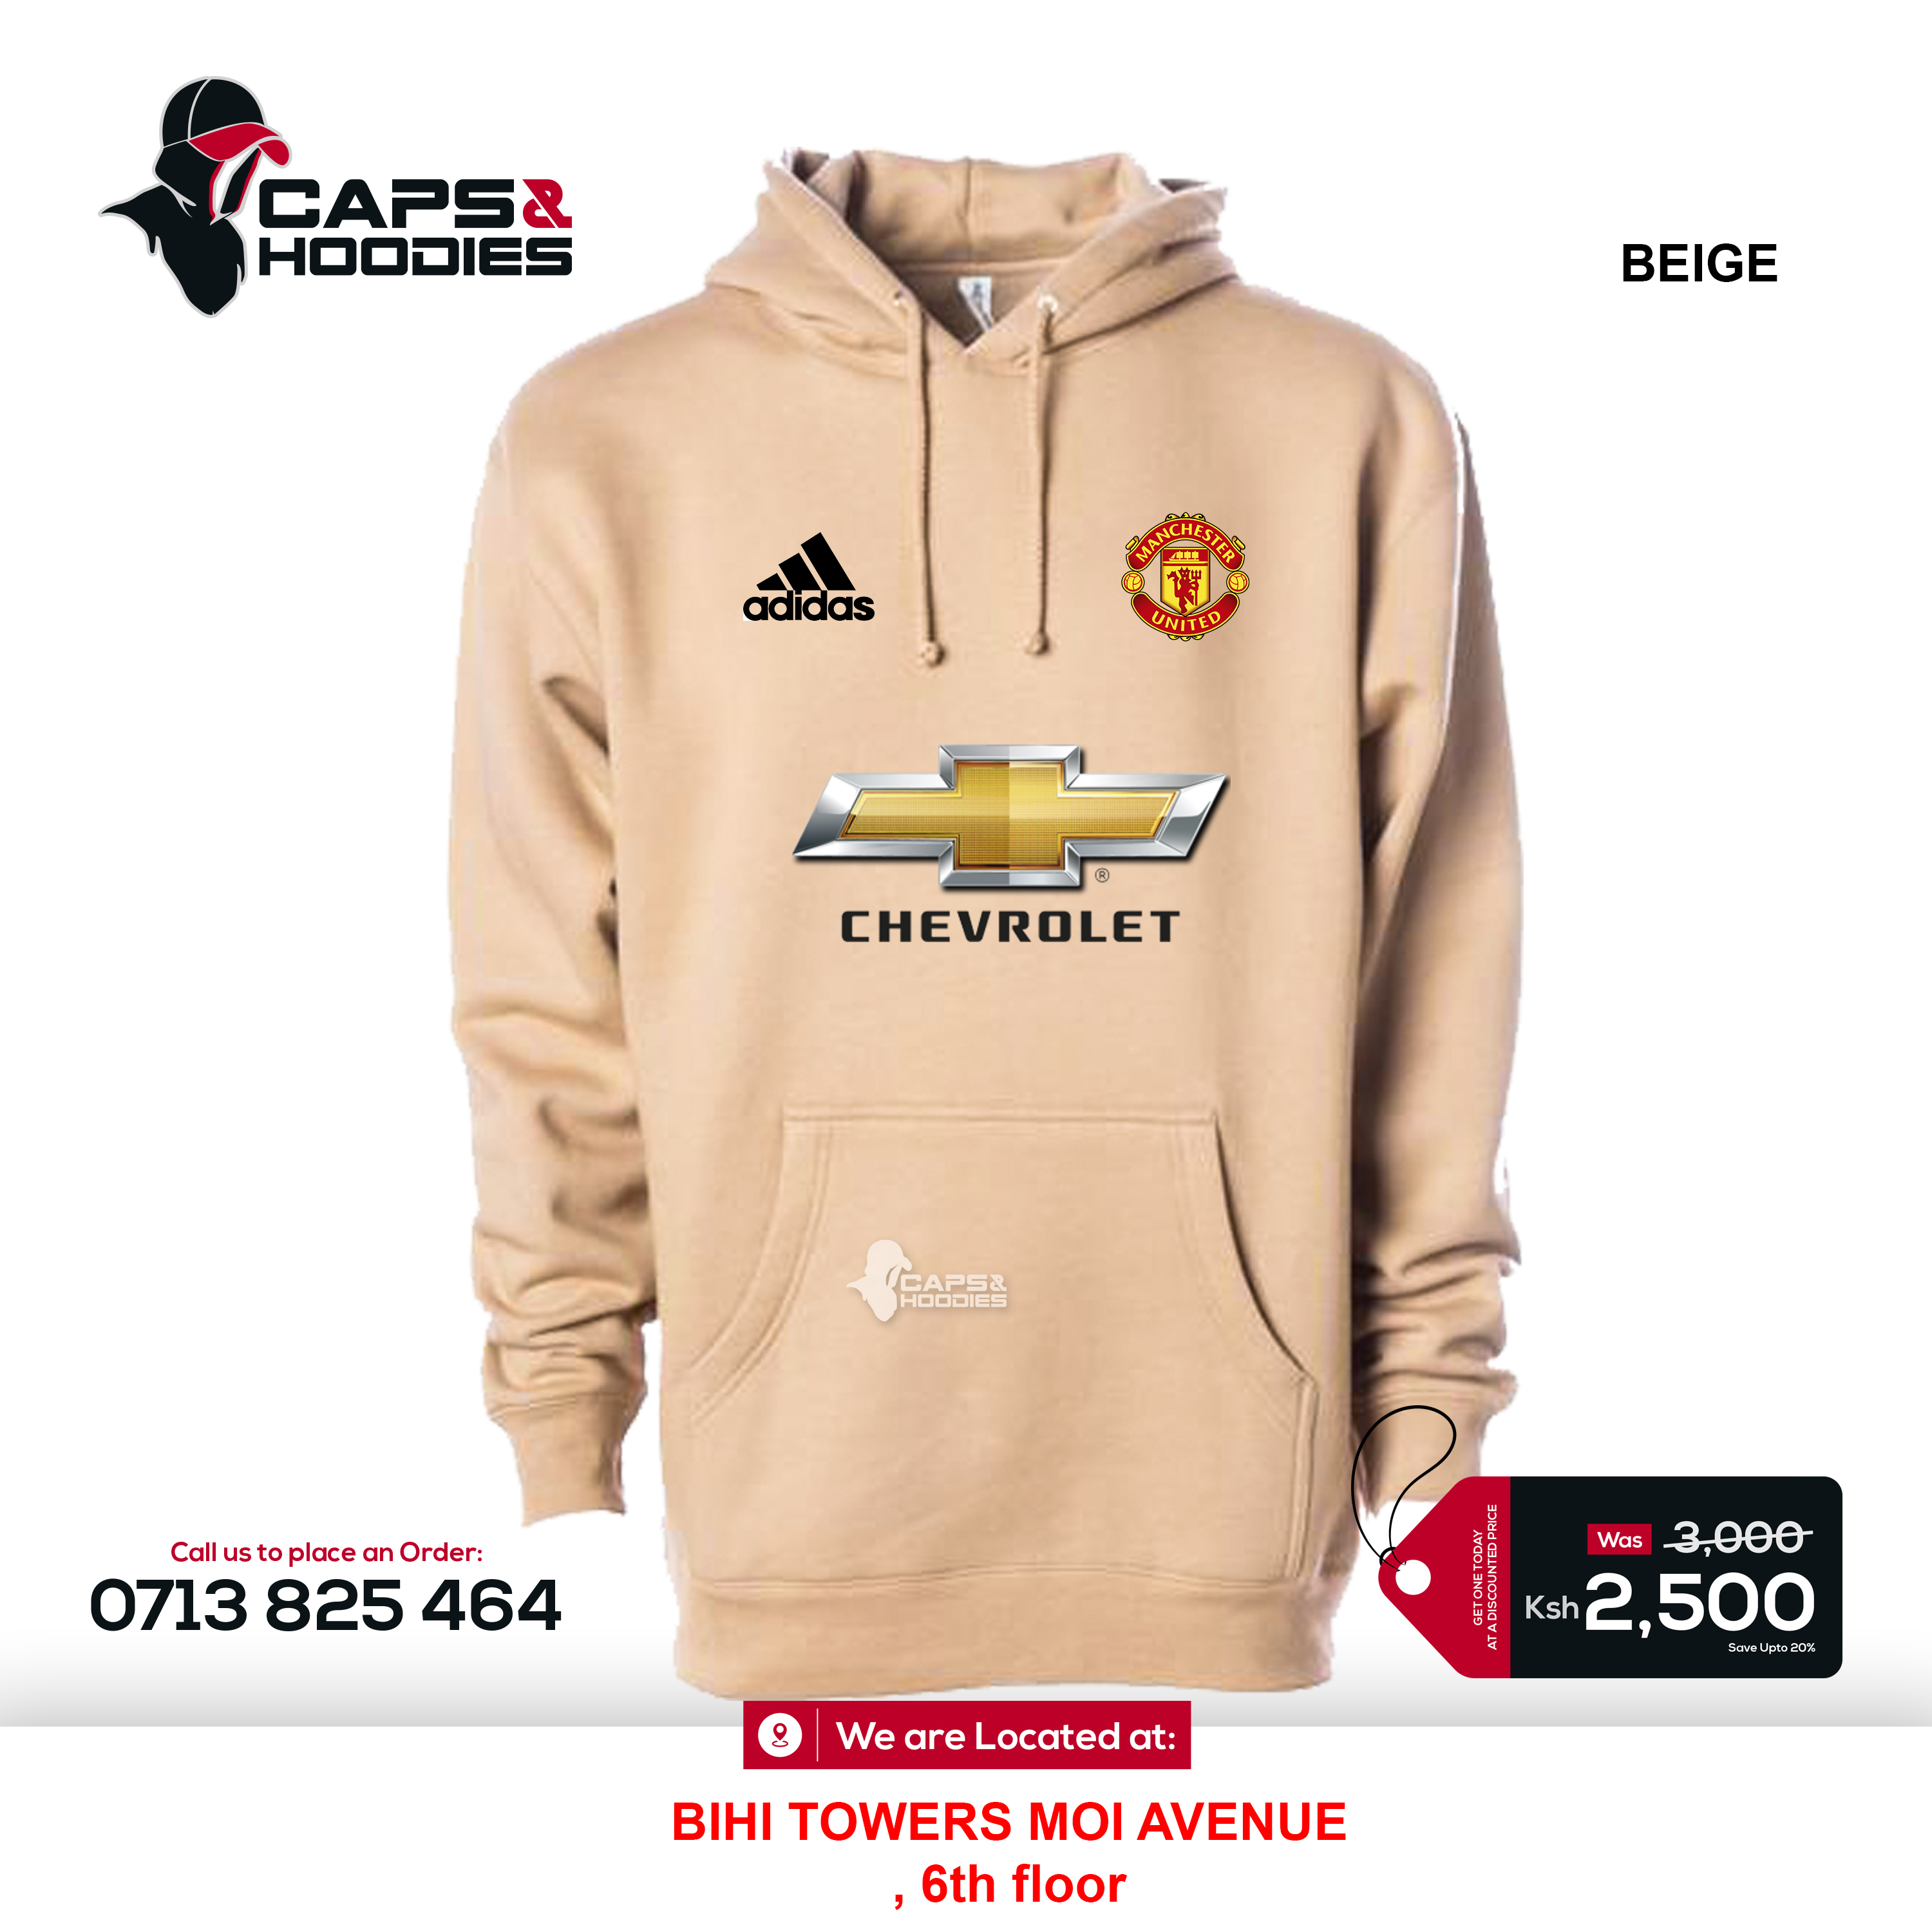 CAPS&
HOODIES
BEIGE
adidas
MANCHESTER
UNITED
®
CHEVROLET
CAPS&
HOODIES
Call us to place an Order:
0713 825 464
GET ONE TODAY
AT A DISCOUNTED PRICE
Was 3,000
Ksh 2,500
Save Upto 20%
We are Located at:
BIHI TOWERS MOI AVENUE
, 6th floor